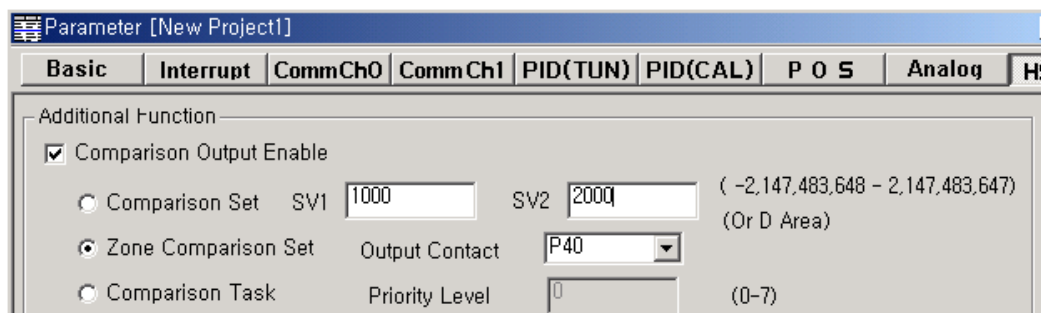 Parameter [New Project1]
Basic Interrupt CommCh0 CommCh1 PID(TUN) PID(CAL) P O S Analog
Additional Function
Comparison Output Enable
Comparison Set SV1 1000 SV2 2000 ( -2,147,483,648 - 2,147,483,647)
(Or D Area)
Zone Comparison Set Output Contact P40
Comparison Task Priority Level 0 (0-7)